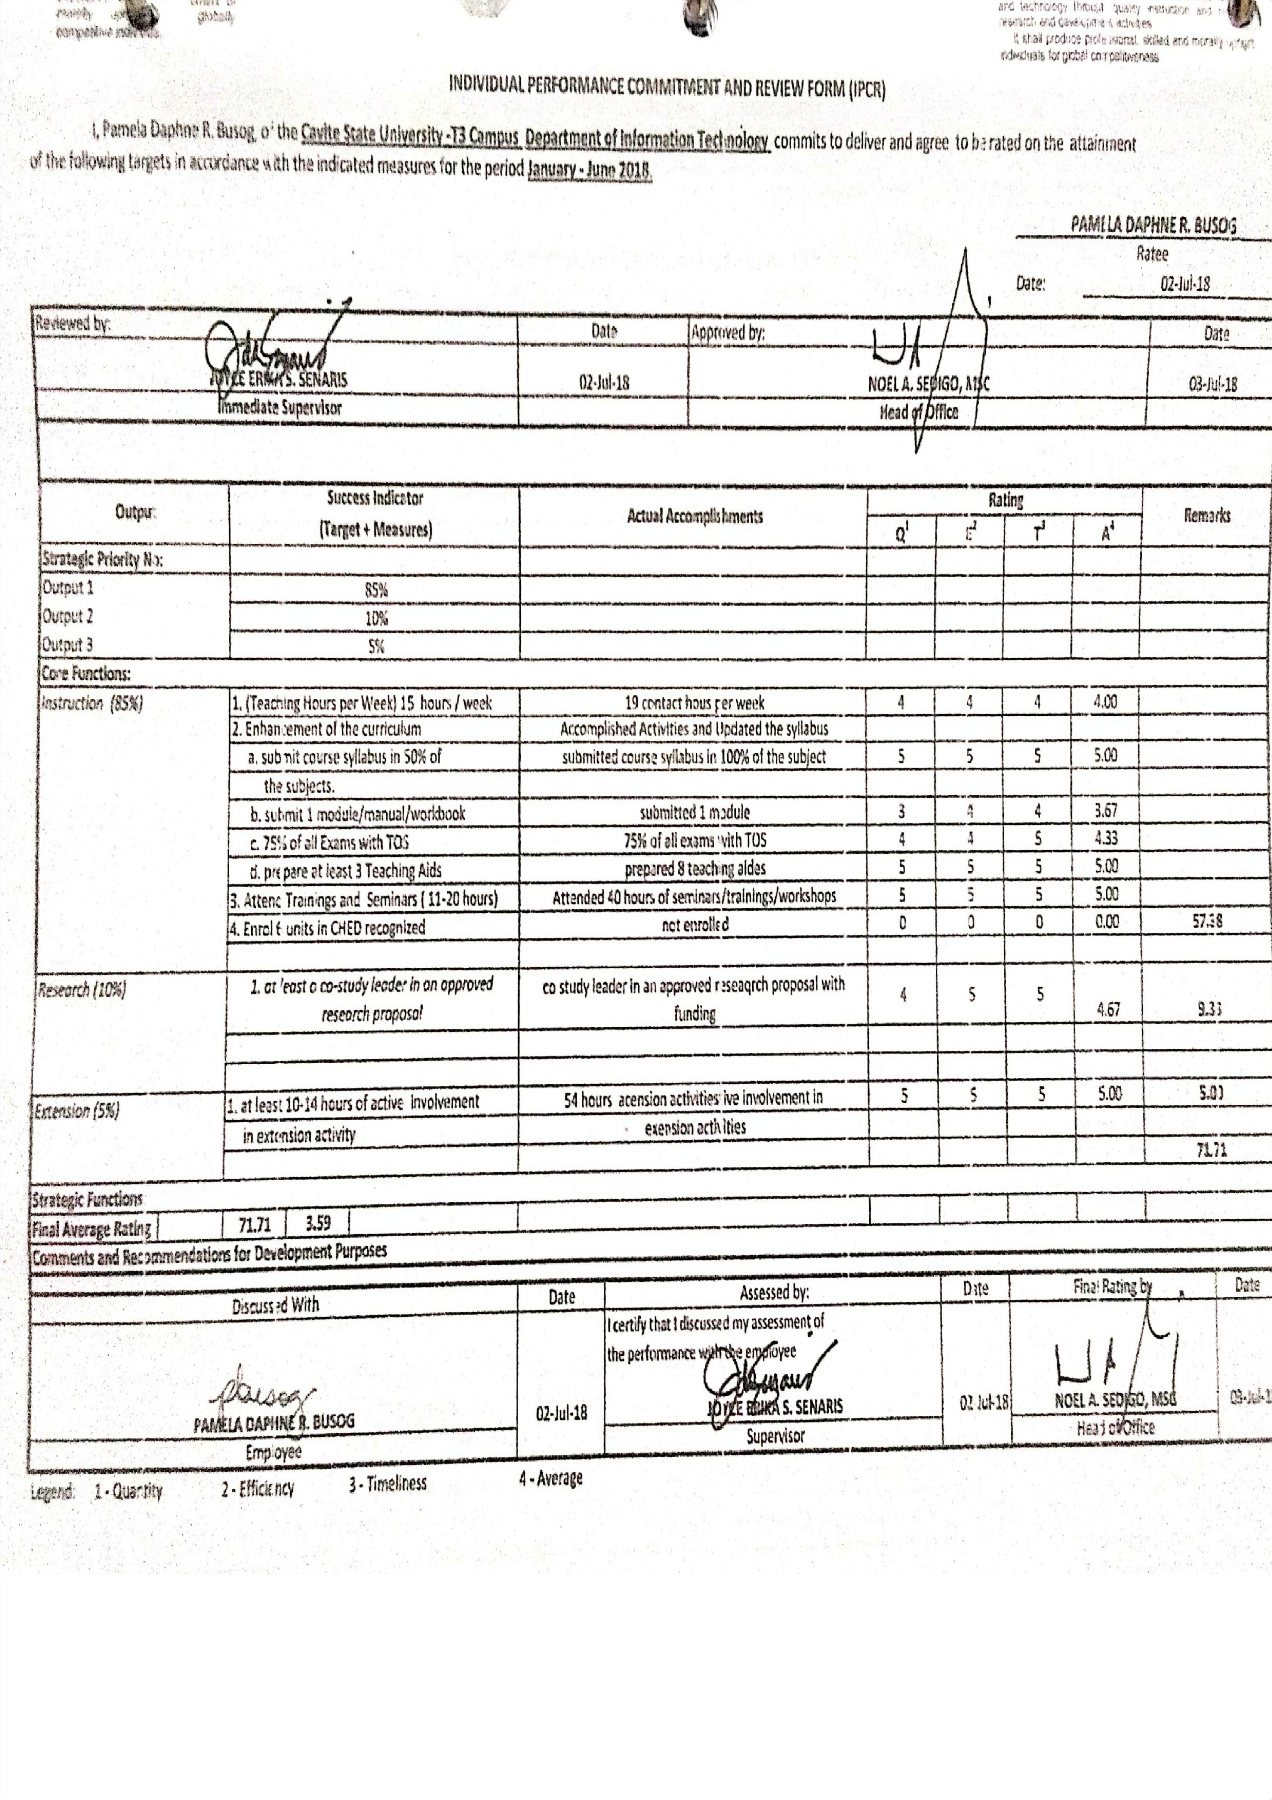 globally
and technology through quality instruction and
research and development activities
It shall produce professional, skilled and morally upright
individuals for global competitiveness
INDIVIDUAL PERFORMANCE COMMITMENT AND REVIEW FORM (IPCR)
I, Pamela Daphne R. Busog, of the Cavite State University -T3 Campus Department of Information Technology commits to deliver and agree to be rated on the attainment
of the following targets in accordance with the indicated measures for the period January - June 2018.
PAMELA DAPHNE R. BUSOG
Ratee
Date: 02-Jul-18
Reviewed by: Date Approved by: Date
JOYCE ERIKA S. SENARIS 02-Jul-18 NOEL A. SEDIGO, MSC 03-Jul-18
Immediate Supervisor Head of Office
Output Success Indicator Actual Accomplishments Rating Remarks
(Target + Measures) Q1 E2 T3 A4
Strategic Priority No:
Output 1 85%
Output 2 10%
Output 3 5%
Core Functions:
Instruction (85%) 1. (Teaching Hours per Week) 15 hours / week 19 contact hous per week 4 4 4 4.00
2. Enhancement of the curriculum Accomplished Activities and Updated the syllabus
a. submit course syllabus in 50% of submitted course syllabus in 100% of the subject 5 5 5 5.00
the subjects.
b. submit 1 module/manual/workbook submitted 1 module 3 4 4 3.67
c. 75% of all Exams with TOS 75% of all exams with TOS 4 4 5 4.33
d. prepare at least 3 Teaching Aids prepared 8 teaching aides 5 5 5 5.00
3. Attend Trainings and Seminars ( 11-20 hours) Attended 40 hours of seminars/trainings/workshops 5 5 5 5.00
4. Enrol 6 units in CHED recognized not enrolled 0 0 0 0.00 57.38
Research (10%) 1. at least a co-study leader in an approved co study leader in an approved reseaqrch proposal with 4 5 5
research proposal funding 4.67 9.33
Extension (5%) 1. at least 10-14 hours of active involvement 54 hours acension activities ive involvement in 5 5 5 5.00 5.00
in extension activity exension activities
71.71
Strategic Functions
Final Average Rating 71.71 3.59
Comments and Recommendations for Development Purposes
Discussed With Date Assessed by: Date Final Rating by Date
I certify that I discussed my assessment of
the performance with the employee
PAMELA DAPHNE R. BUSOG 02-Jul-18 JOYCE ERIKA S. SENARIS 02 Jul-18 NOEL A. SEDIGO, MSC
Employee Supervisor Head of Office
Legend: 1 - Quantity 2 - Efficiency 3 - Timeliness 4 - Average